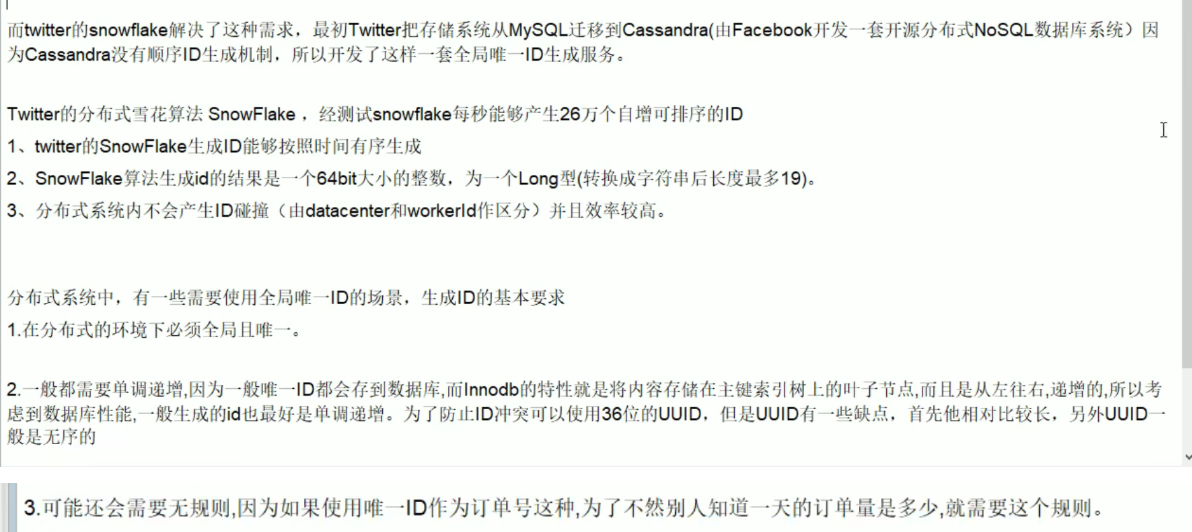 而twitter的snowflake解决了这种需求，最初Twitter把存储系统从MySQL迁移到Cassandra(由Facebook开发一套开源分布式NoSQL数据库系统）因
为Cassandra没有顺序ID生成机制，所以开发了这样一套全局唯一ID生成服务。
Twitter的分布式雪花算法 SnowFlake ，经测试snowflake每秒能够产生26万个自增可排序的ID
1、twitter的SnowFlake生成ID能够按照时间有序生成
2、SnowFlake算法生成id的结果是一个64bit大小的整数，为一个Long型(转换成字符串后长度最多19)。
3、分布式系统内不会产生ID碰撞（由datacenter和workerId作区分）并且效率较高。
分布式系统中，有一些需要使用全局唯一ID的场景，生成ID的基本要求
1.在分布式的环境下必须全局且唯一。
2.一般都需要单调递增,因为一般唯一ID都会存到数据库,而Innodb的特性就是将内容存储在主键索引树上的叶子节点,而且是从左往右,递增的,所以考
虑到数据库性能,一般生成的id也最好是单调递增。为了防止ID冲突可以使用36位的UUID，但是UUID有一些缺点，首先他相对比较长，另外UUID一
般是无序的
3.可能还会需要无规则,因为如果使用唯一ID作为订单号这种,为了不然别人知道一天的订单量是多少,就需要这个规则。